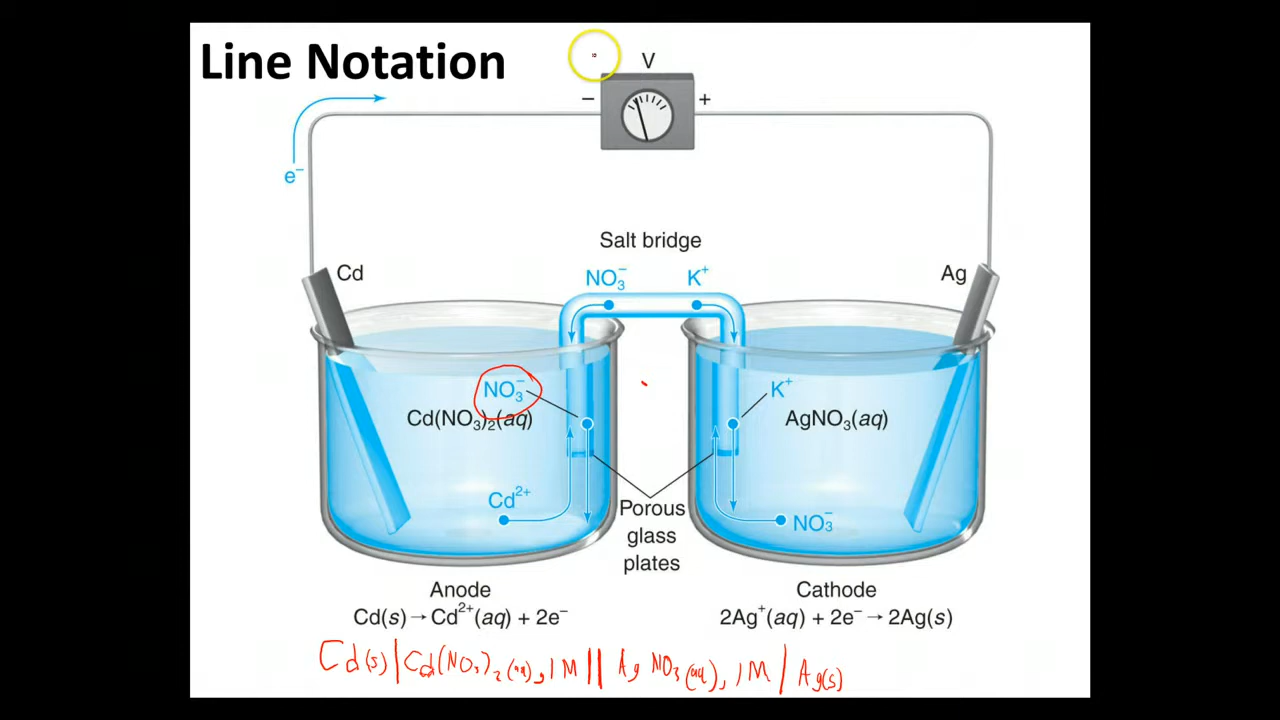 Line Notation
V
− +
e⁻
Salt bridge
Cd NO₃⁻ K⁺ Ag
NO₃⁻ K⁺
Cd(NO₃)₂(aq) AgNO₃(aq)
Cd²⁺
Porous
glass
plates
NO₃⁻
Anode Cathode
Cd(s) → Cd²⁺(aq) + 2e⁻ 2Ag⁺(aq) + 2e⁻ → 2Ag(s)
Cd(s) | Cd(NO₃)₂(aq), 1M || AgNO₃(aq), 1M | Ag(s)